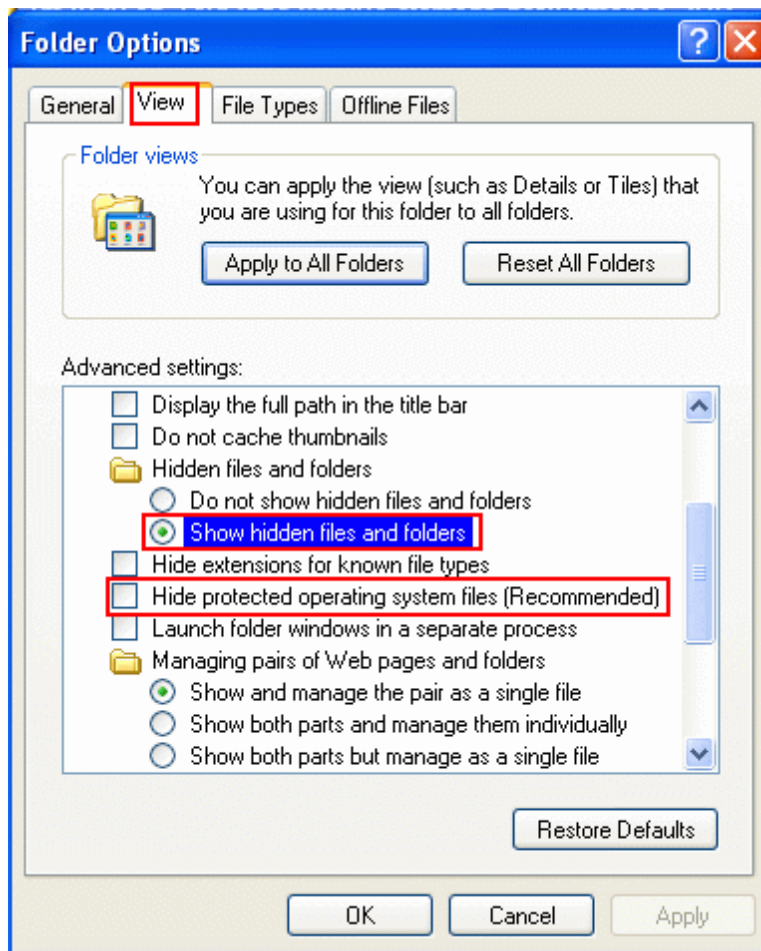 Folder Options
General View File Types Offline Files
Folder views
You can apply the view (such as Details or Tiles) that
you are using for this folder to all folders.
Apply to All Folders Reset All Folders
Advanced settings:
Display the full path in the title bar
Do not cache thumbnails
Hidden files and folders
Do not show hidden files and folders
Show hidden files and folders
Hide extensions for known file types
Hide protected operating system files (Recommended)
Launch folder windows in a separate process
Managing pairs of Web pages and folders
Show and manage the pair as a single file
Show both parts and manage them individually
Show both parts but manage as a single file
Restore Defaults
OK Cancel Apply